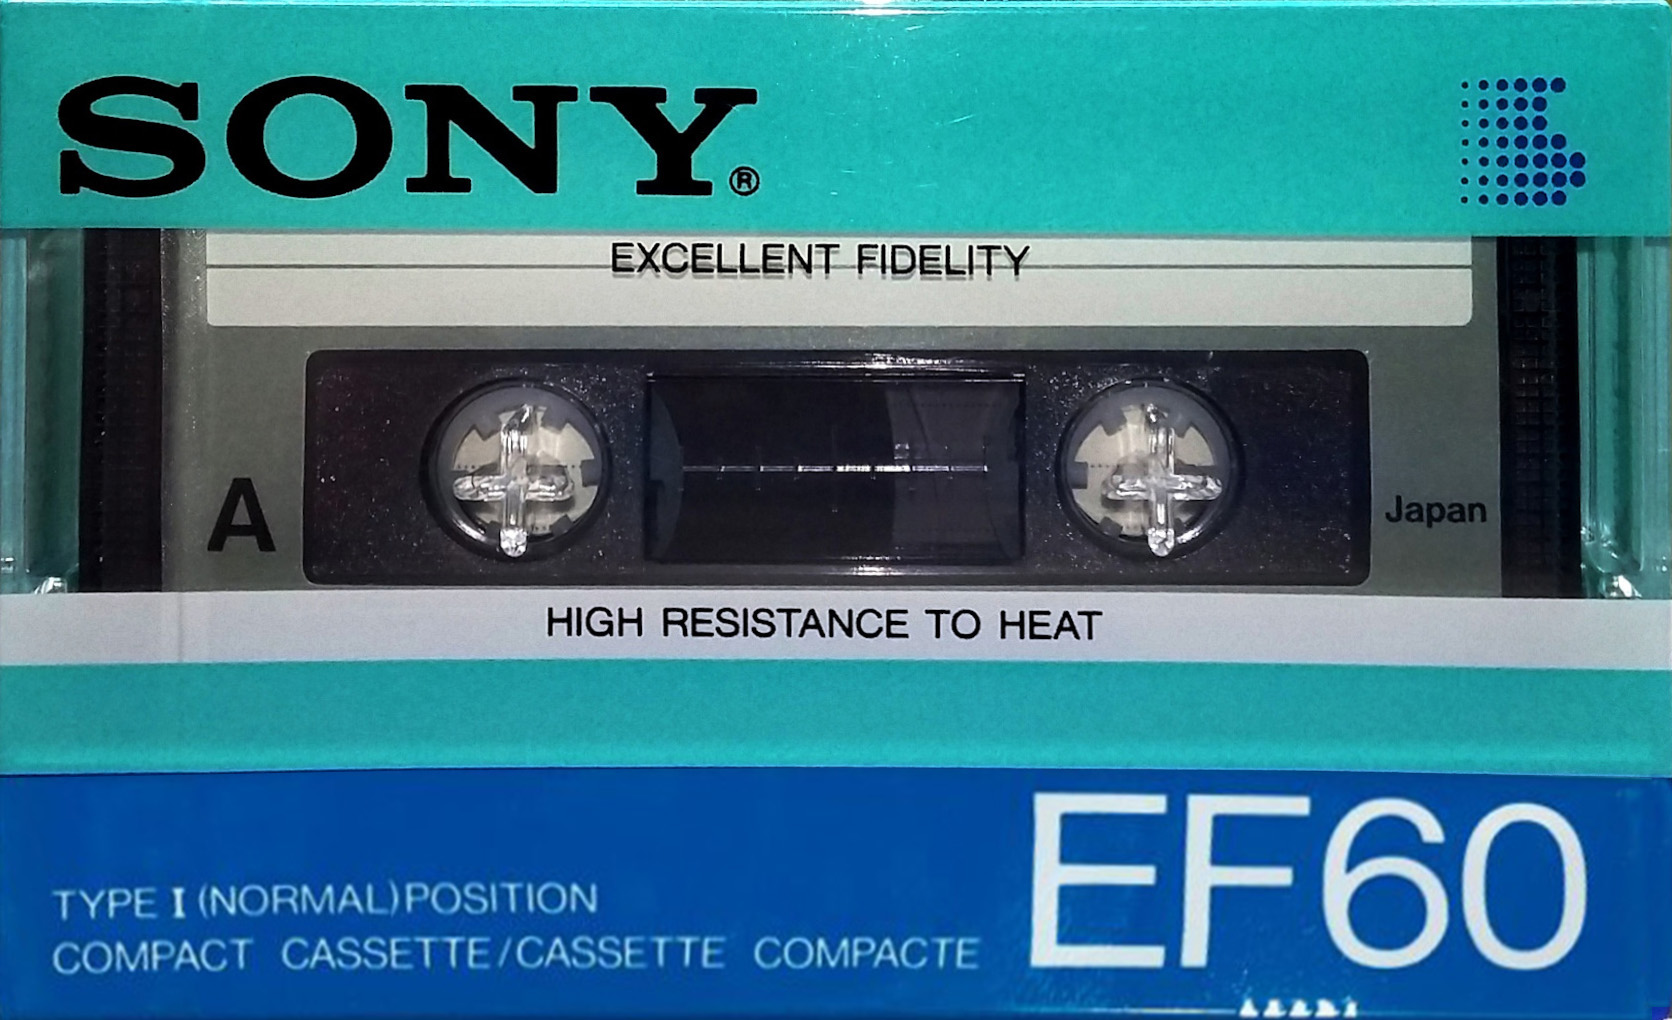 SONY®
EXCELLENT FIDELITY
A
Japan
HIGH RESISTANCE TO HEAT
EF60
TYPE I (NORMAL) POSITION
COMPACT CASSETTE/CASSETTE COMPACTE